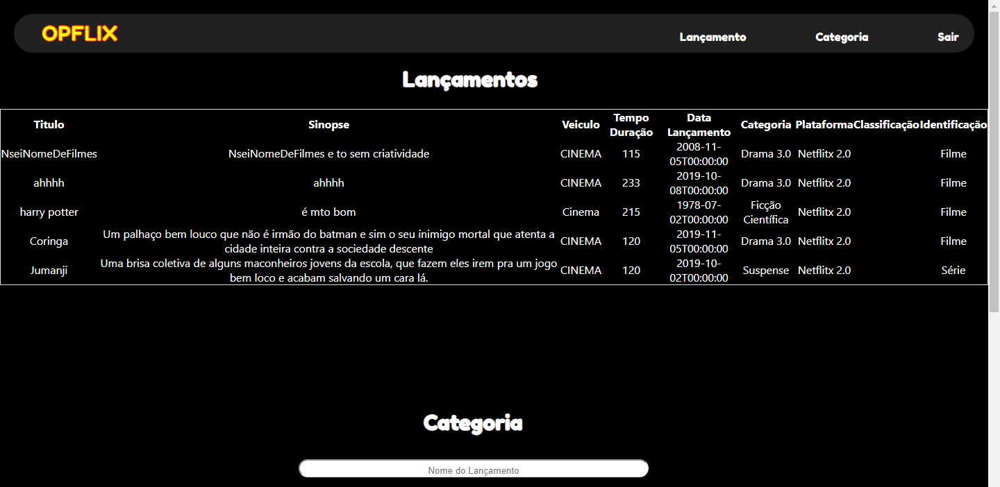 OPFLIX
Lançamento Categoria Sair
Lançamentos
Titulo Sinopse Veiculo Tempo Duração Data Lançamento Categoria Plataforma Classificação Identificação
NseiNomeDeFilmes NseiNomeDeFilmes e to sem criatividade CINEMA 115 2008-11-05T00:00:00 Drama 3.0 Netflitx 2.0 Filme
ahhhh ahhhh CINEMA 233 2019-10-08T00:00:00 Drama 3.0 Netflitx 2.0 Filme
harry potter é mto bom Cinema 215 1978-07-02T00:00:00 Ficção Científica Netflitx 2.0 Filme
Coringa Um palhaço bem louco que não é irmão do batman e sim o seu inimigo mortal que atenta a cidade inteira contra a sociedade descente CINEMA 120 2019-11-05T00:00:00 Drama 3.0 Netflitx 2.0 Filme
Jumanji Uma brisa coletiva de alguns maconheiros jovens da escola, que fazem eles irem pra um jogo bem loco e acabam salvando um cara lá. CINEMA 120 2019-10-02T00:00:00 Suspense Netflitx 2.0 Série
Categoria
Nome do Lançamento